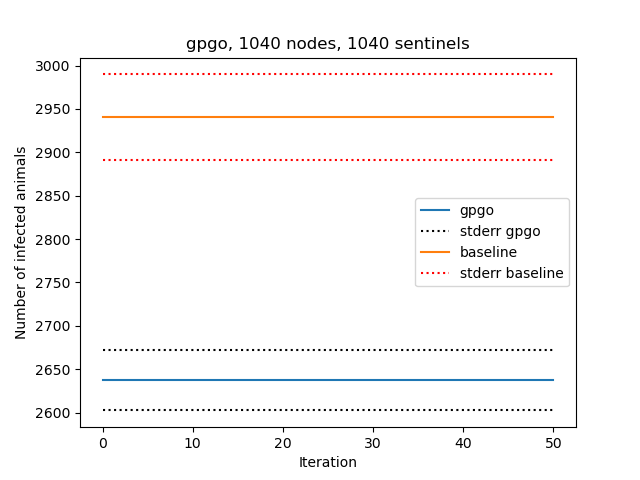 gpgo, 1040 nodes, 1040 sentinels
3000
2950
2900
2850
2800
2750
2700
2650
2600
Number of infected animals
gpgo
stderr gpgo
baseline
stderr baseline
0 10 20 30 40 50
Iteration